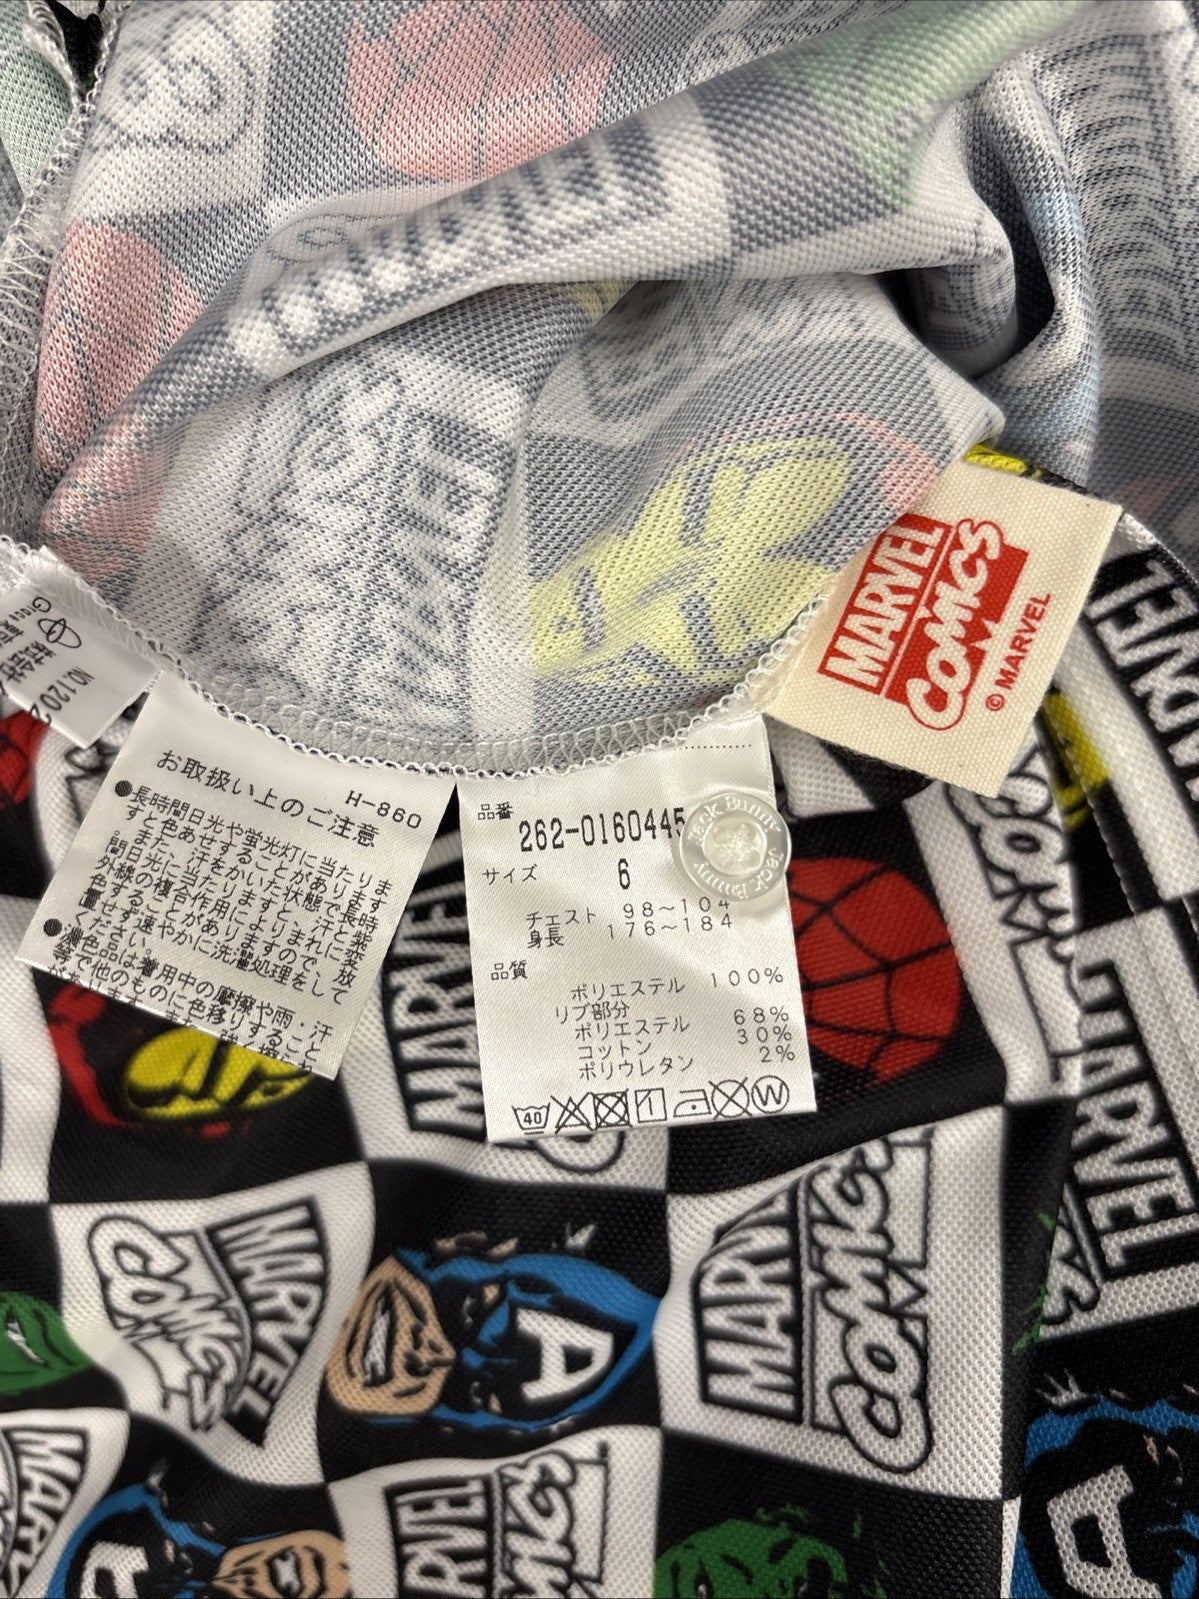 MARVEL
COMICS
© MARVEL
NO.1202
お取扱い上のご注意
H-860
●長時間日光や蛍光灯に当たりま
すと色あせすることがあります。
また、汗をかいた状態で長時
間日光に当たりますと、汗と紫
外線の複合作用によりまれに変
色することがありますので、放
置せず速やかに洗濯処理をして
ください。
●濃色品は着用中の摩擦や雨・汗
等で他のものに色移りすること
品番
262-0160445
サイズ
6
チェスト 98～104
身長 176～184
品質
ポリエステル 100%
リブ部分
ポリエステル 68%
コットン 30%
ポリウレタン 2%
40
W
Jack Bunny
Jack Bunny
MARVEL
MARVEL
MARVEL
COMICS
MARVEL
COMICS
A